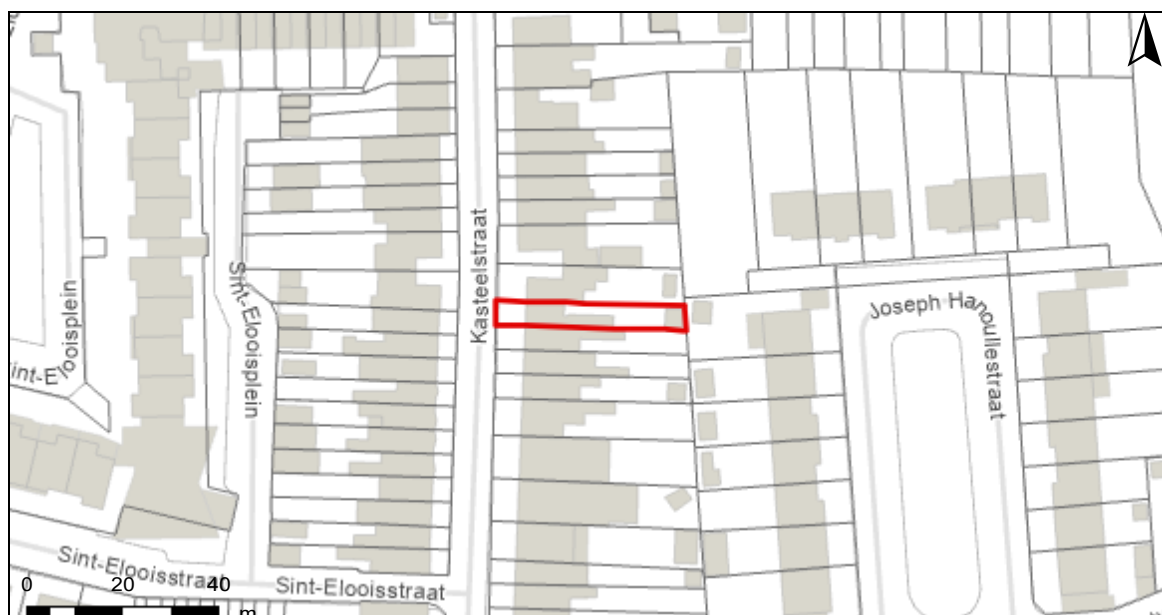 Sint-Elooisplein
Kasteelstraat
Sint-Elooisplein
Joseph Hanoullestraat
Sint-Elooisstraat
Sint-Elooisstraat
0 20 40
m